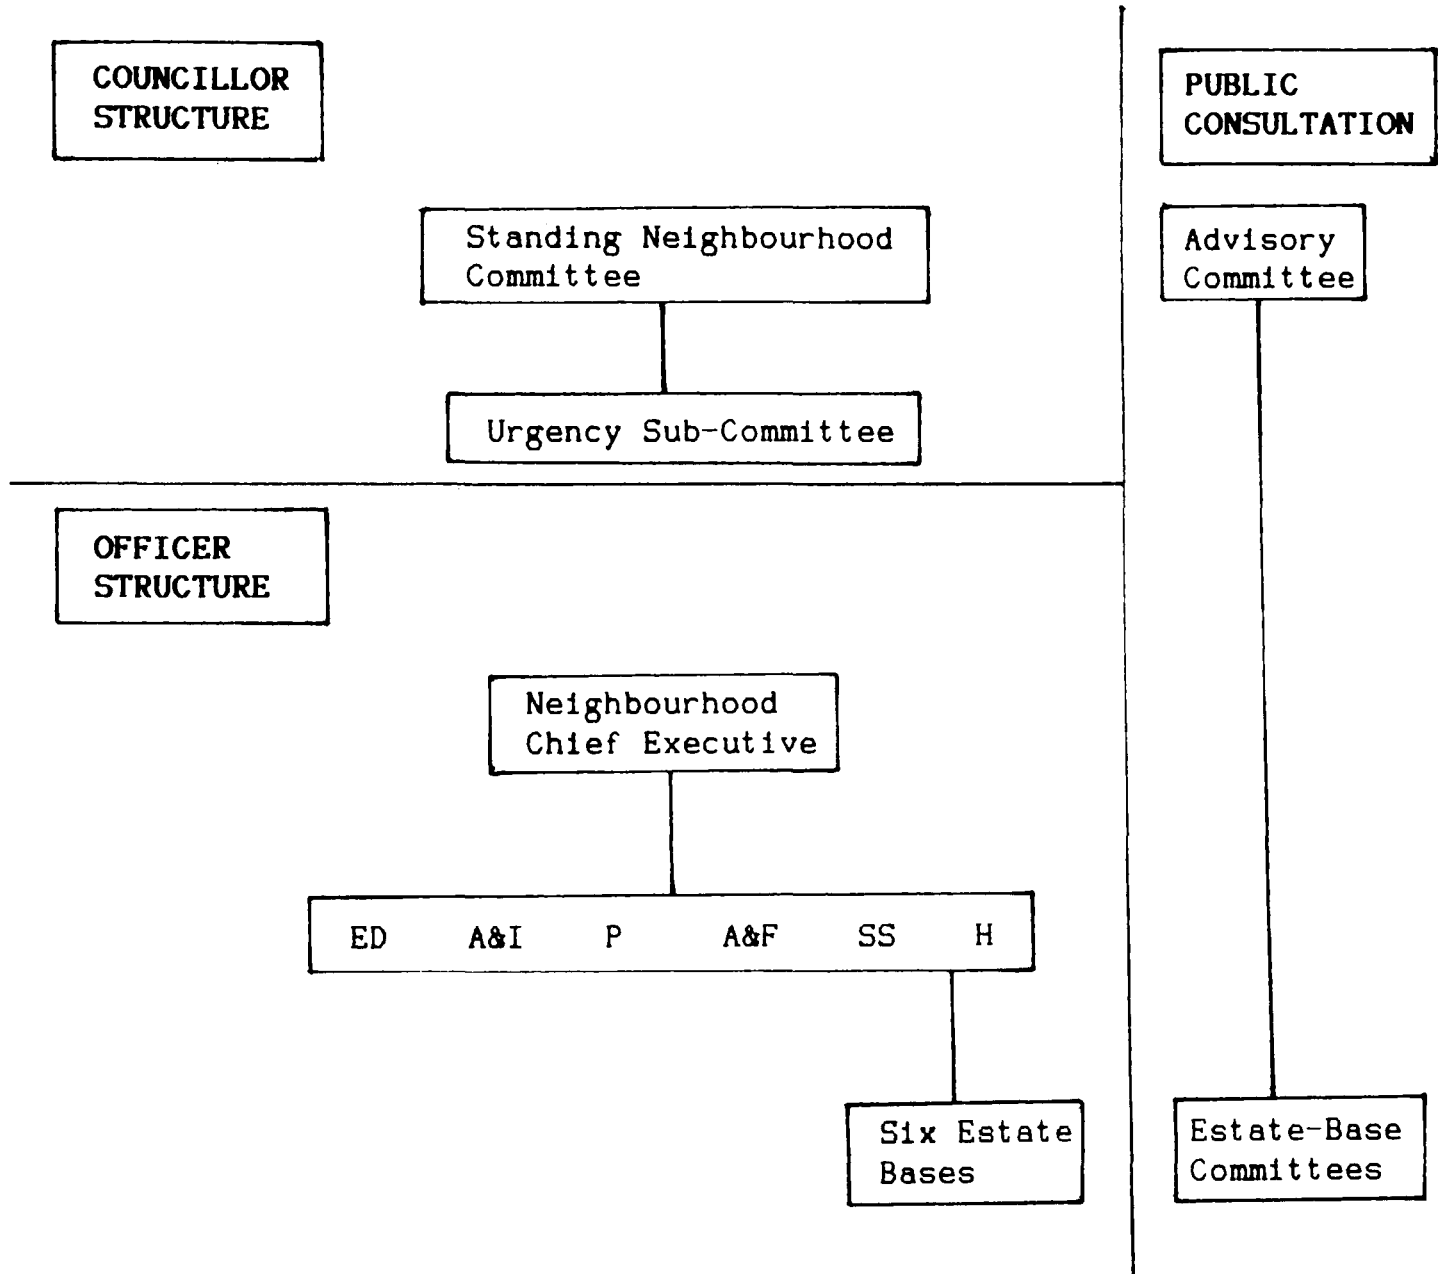 COUNCILLOR
STRUCTURE
PUBLIC
CONSULTATION
Standing Neighbourhood
Committee
Advisory
Committee
Urgency Sub-Committee
OFFICER
STRUCTURE
Neighbourhood
Chief Executive
ED A&I P A&F SS H
Six Estate
Bases
Estate-Base
Committees